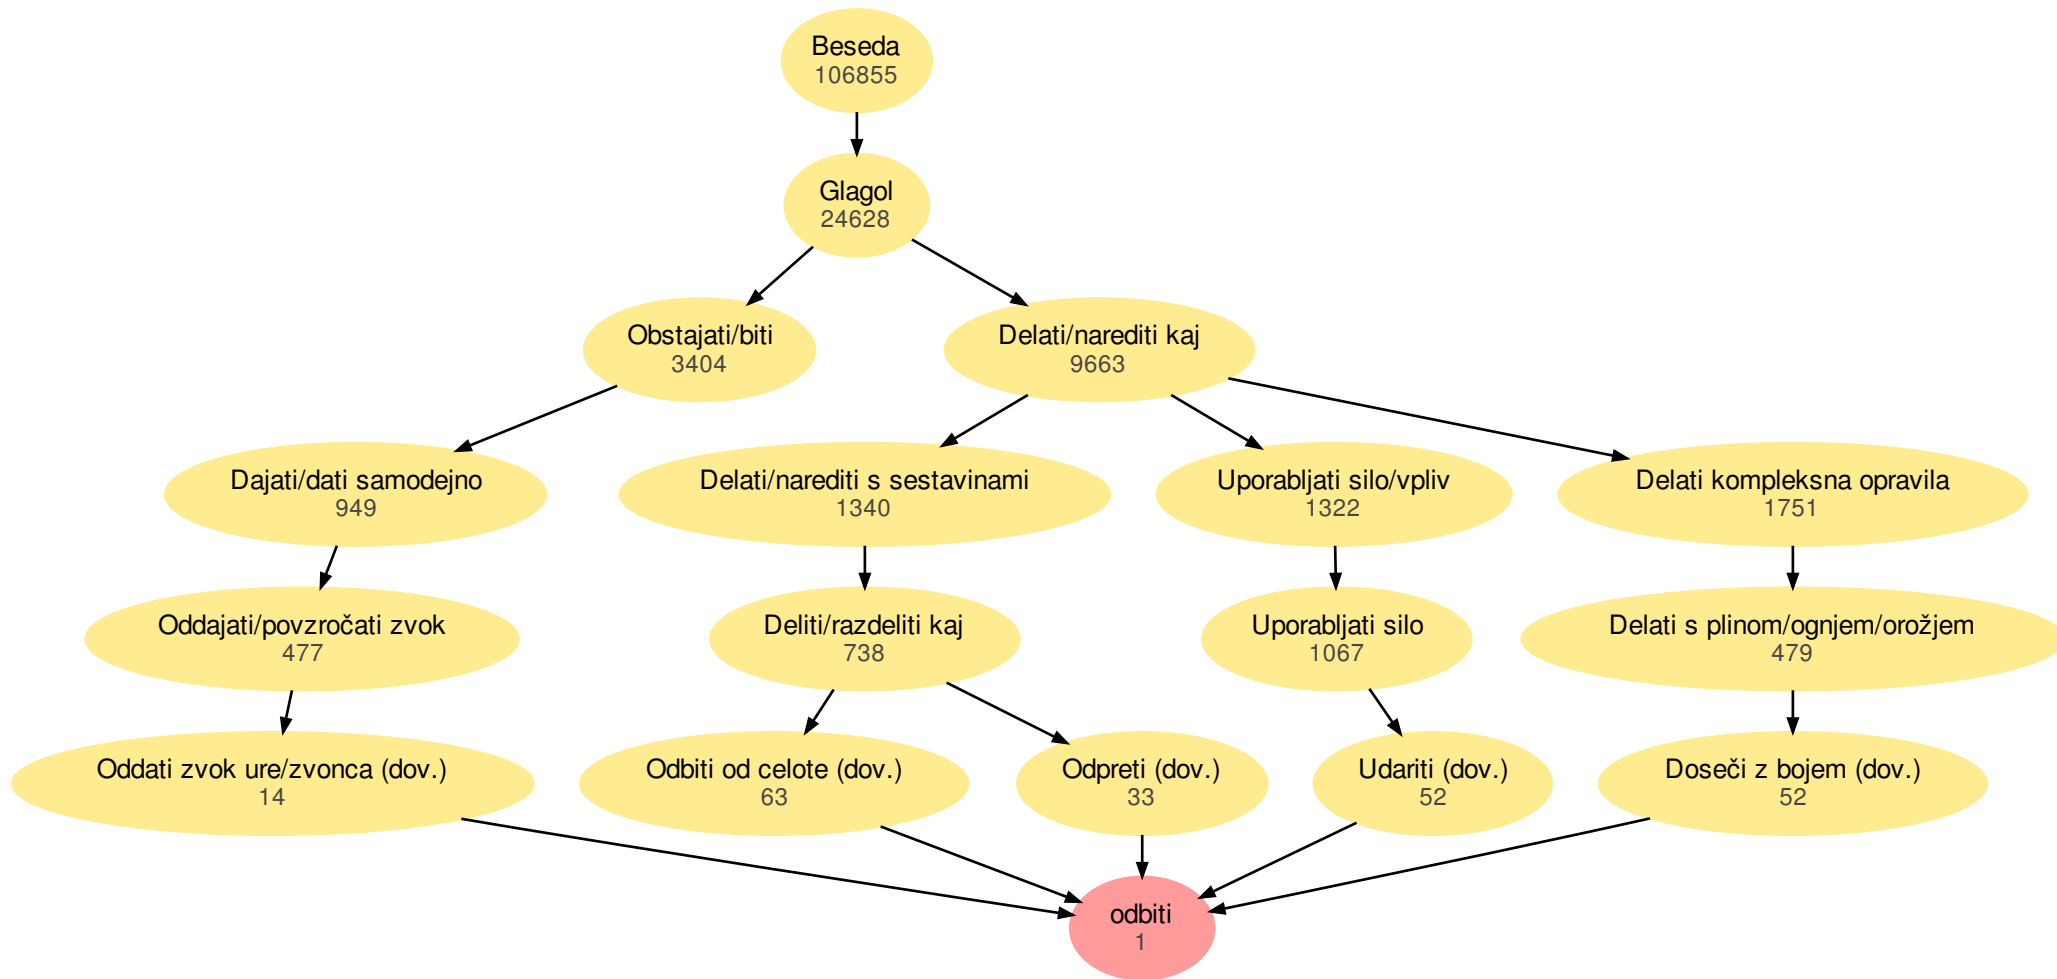 Beseda
106855
Glagol
24628
Obstajati/biti
3404
Delati/narediti kaj
9663
Dajati/dati samodejno
949
Delati/narediti s sestavinami
1340
Uporabljati silo/vpliv
1322
Delati kompleksna opravila
1751
Oddajati/povzročati zvok
477
Deliti/razdeliti kaj
738
Uporabljati silo
1067
Delati s plinom/ognjem/orožjem
479
Oddati zvok ure/zvonca (dov.)
14
Odbiti od celote (dov.)
63
Odpreti (dov.)
33
Udariti (dov.)
52
Doseči z bojem (dov.)
52
odbiti
1